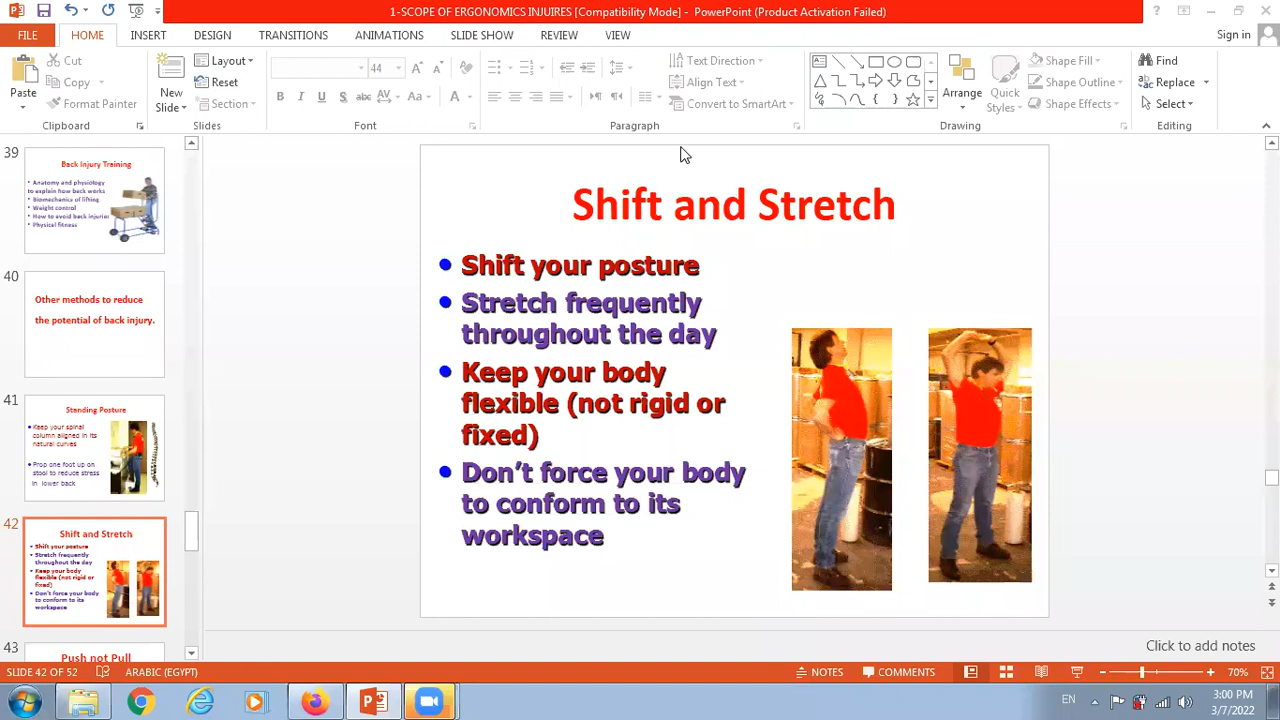 1-SCOPE OF ERGONOMICS INJUIRES [Compatibility Mode] - PowerPoint (Product Activation Failed)
FILE HOME INSERT DESIGN TRANSITIONS ANIMATIONS SLIDE SHOW REVIEW VIEW Sign in
Paste Cut Copy Format Painter
Clipboard
New Slide Layout Reset Section
Slides
44
B I U S abc AV Aa A
Font
Text Direction Align Text Convert to SmartArt
Paragraph
Arrange Quick Styles Shape Fill Shape Outline Shape Effects
Drawing
Find Replace Select
Editing
39
Back Injury Training
• Anatomy and physiology
to explain how back works
• Biomechanics of lifting
• Weight control
• How to avoid back injuries
• Physical fitness
40
Other methods to reduce
the potential of back injury.
41
Standing Posture
• Keep your spinal
column aligned in its
natural curves
• Prop one foot up on
stool to reduce stress
in lower back
42
Shift and Stretch
• Shift your posture
• Stretch frequently
throughout the day
• Keep your body
flexible (not rigid or
fixed)
• Don't force your body
to conform to its
workspace
43
Push not Pull
Shift and Stretch
• Shift your posture
• Stretch frequently
throughout the day
• Keep your body
flexible (not rigid or
fixed)
• Don't force your body
to conform to its
workspace
Click to add notes
SLIDE 42 OF 52 ARABIC (EGYPT) NOTES COMMENTS 70%
EN 3:00 PM
3/7/2022